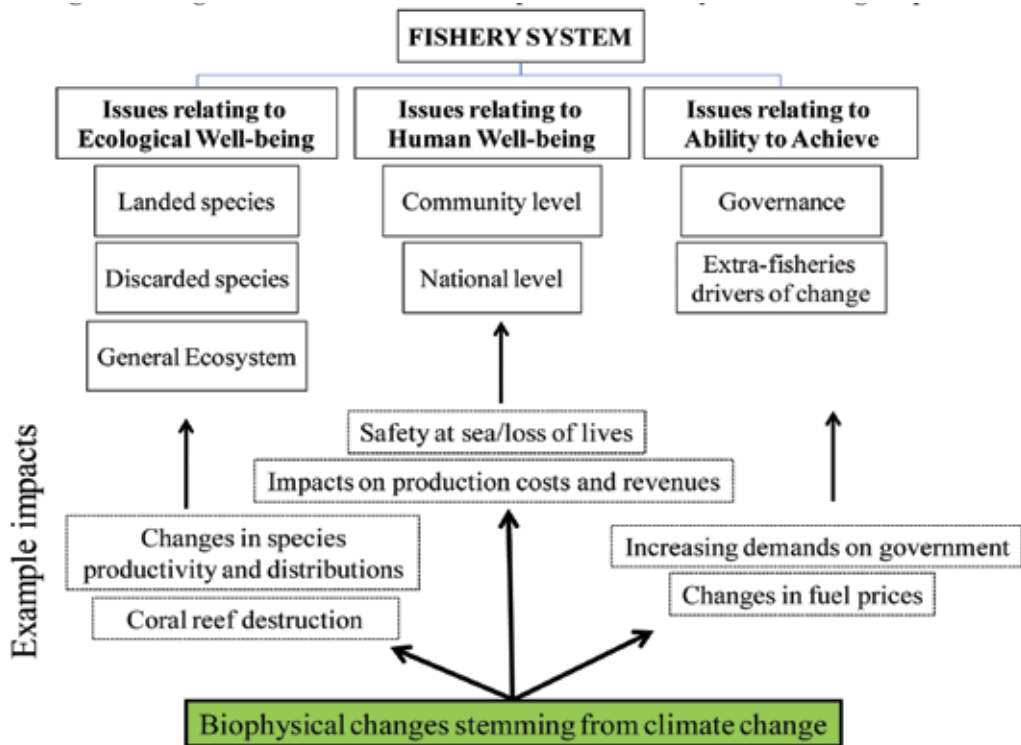 FISHERY SYSTEM
Issues relating to
Ecological Well-being
Issues relating to
Human Well-being
Issues relating to
Ability to Achieve
Landed species
Community level
Governance
Discarded species
National level
Extra-fisheries
drivers of change
General Ecosystem
Example impacts
Safety at sea/loss of lives
Impacts on production costs and revenues
Changes in species
productivity and distributions
Increasing demands on government
Coral reef destruction
Changes in fuel prices
Biophysical changes stemming from climate change